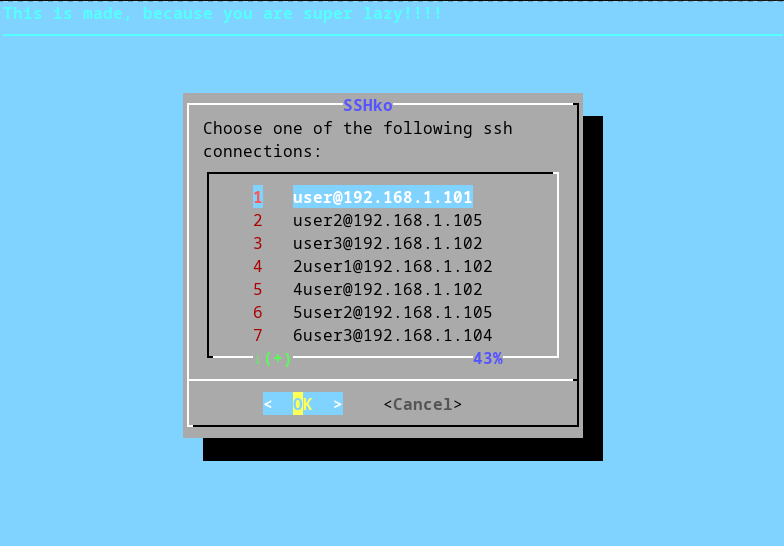 This is made, because you are super lazy!!!!
SSHko
Choose one of the following ssh
connections:
1 user@192.168.1.101
2 user2@192.168.1.105
3 user3@192.168.1.102
4 2user1@192.168.1.102
5 4user@192.168.1.102
6 5user2@192.168.1.105
7 6user3@192.168.1.104
↓(+) 43%
< OK > <Cancel>